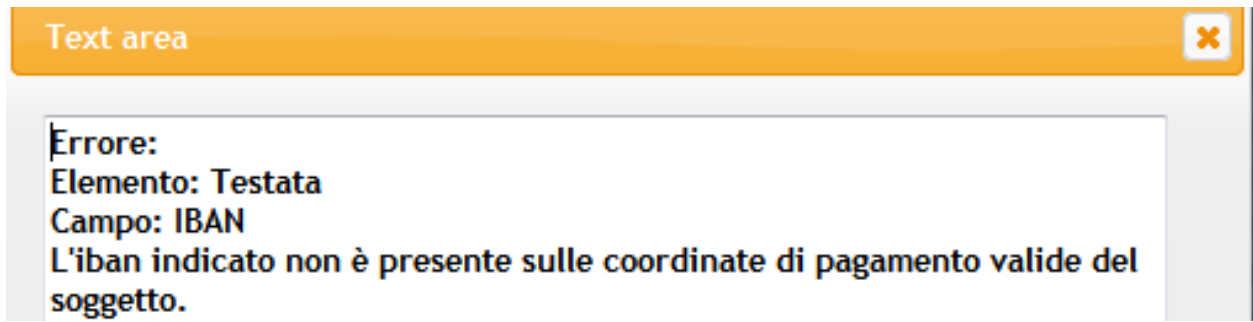 Text area
Errore:
Elemento: Testata
Campo: IBAN
L'iban indicato non è presente sulle coordinate di pagamento valide del
soggetto.